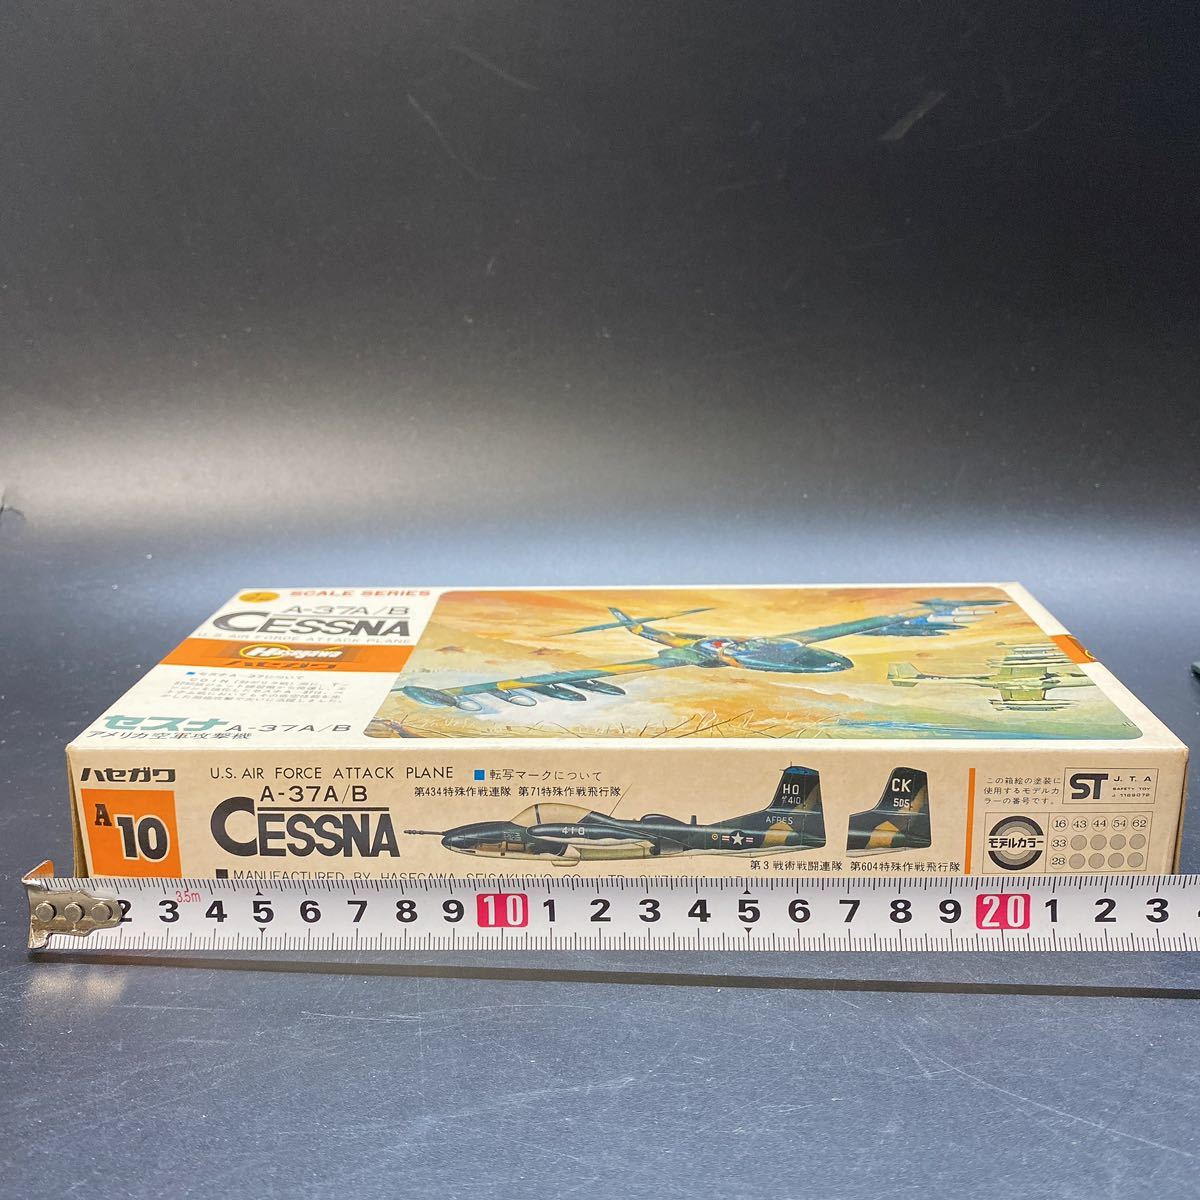 SCALE SERIES
A-37A/B
CESSNA
U.S. AIR FORCE ATTACK PLANE
Hasegawa
ハセガワ
セスナ A-37A/B
アメリカ空軍攻撃機
ハセガワ
U.S. AIR FORCE ATTACK PLANE
A-37A/B
CESSNA
A
10
■転写マークについて
第434特殊作戦連隊 第71特殊作戦飛行隊
410
HO
410
AFRES
CK
505
第3戦術戦闘連隊 第604特殊作戦飛行隊
この箱絵の塗装に
使用するモデルカ
ラーの番号です。
ST
J.T.A
SAFETY TOY
モデルカラー
16 43 44 54 62
33
28
■MANUFACTURED BY HASEGAWA SEISAKUSHO CO., LTD.
3.5m
2 3 4 5 6 7 8 9 10 1 2 3 4 5 6 7 8 9 20 1 2 3 4